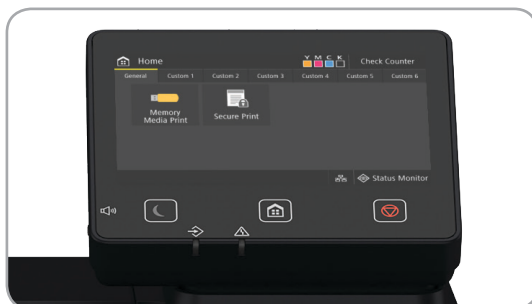 Home
Y M C K
Check Counter
General Custom 1 Custom 2 Custom 3 Custom 4 Custom 5 Custom 6
Memory
Media Print
Secure Print
Status Monitor